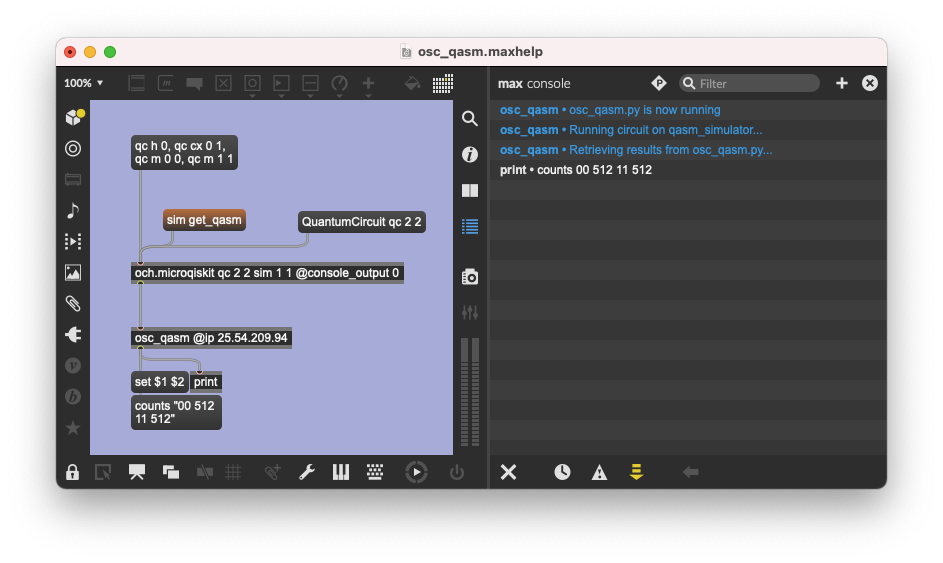 osc_qasm.maxhelp
100%
max console
Filter
qc h 0, qc cx 0 1,
qc m 0 0, qc m 1 1
sim get_qasm
QuantumCircuit qc 2 2
och.microqiskit qc 2 2 sim 1 1 @console_output 0
osc_qasm @ip 25.54.209.94
set $1 $2
print
counts "00 512
11 512"
osc_qasm • osc_qasm.py is now running
osc_qasm • Running circuit on qasm_simulator...
osc_qasm • Retrieving results from osc_qasm.py...
print • counts 00 512 11 512